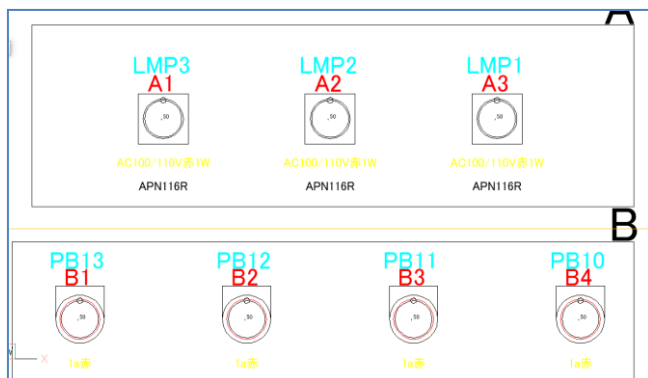 A
LMP3 LMP2 LMP1
A1 A2 A3
.50 .50 .50
AC100/110V赤1W AC100/110V赤1W AC100/110V赤1W
APN116R APN116R APN116R
B
PB13 PB12 PB11 PB10
B1 B2 B3 B4
.50 .50 .50 .50
X
1a赤 1a赤 1a赤 1a赤